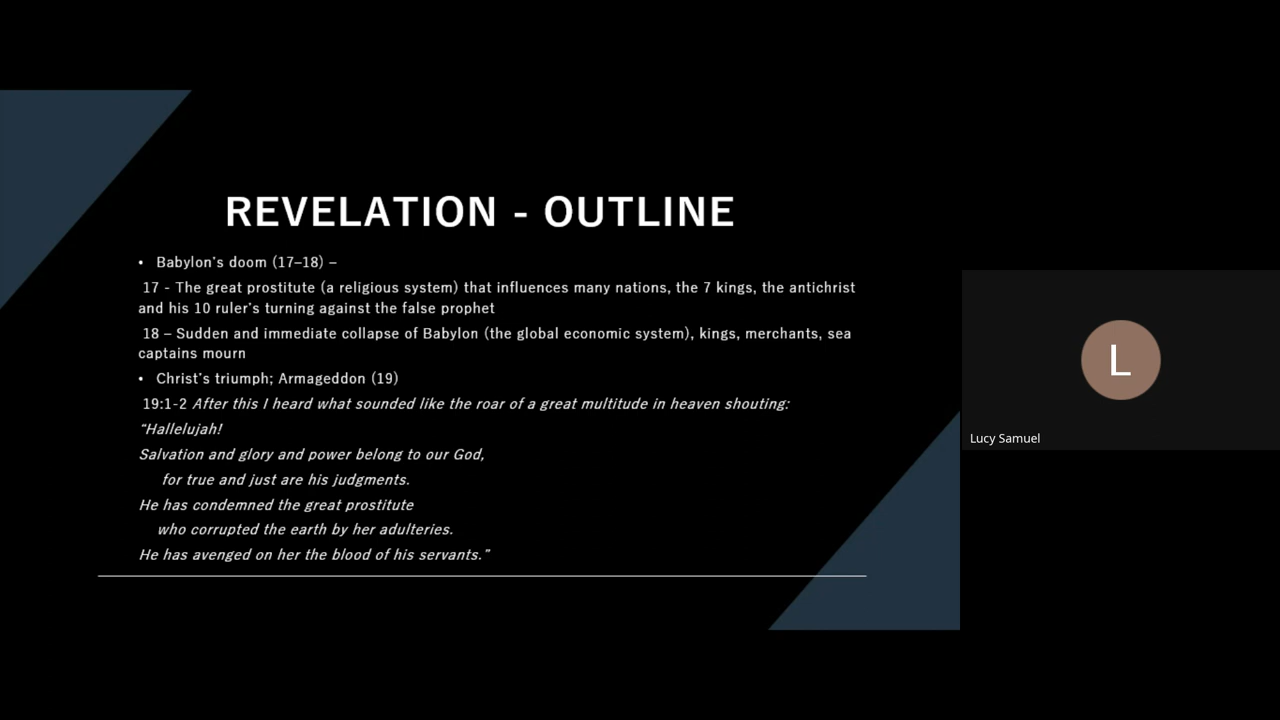 REVELATION - OUTLINE
• Babylon's doom (17–18) –
17 - The great prostitute (a religious system) that influences many nations, the 7 kings, the antichrist
and his 10 ruler's turning against the false prophet
18 – Sudden and immediate collapse of Babylon (the global economic system), kings, merchants, sea
captains mourn
• Christ's triumph; Armageddon (19)
19:1-2 After this I heard what sounded like the roar of a great multitude in heaven shouting:
"Hallelujah!
Salvation and glory and power belong to our God,
for true and just are his judgments.
He has condemned the great prostitute
who corrupted the earth by her adulteries.
He has avenged on her the blood of his servants."
L
Lucy Samuel